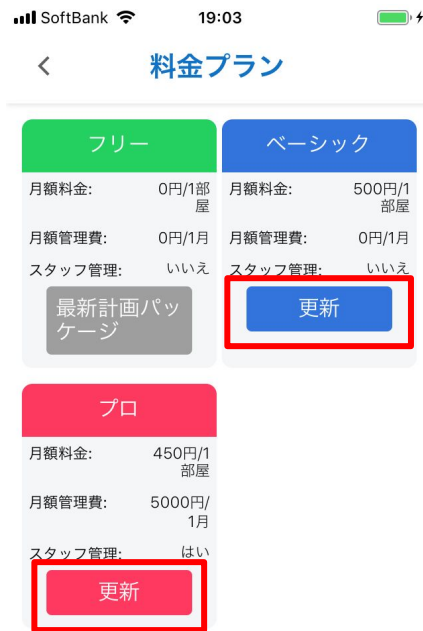 SoftBank 19:03
料金プラン
フリー
月額料金: 0円/1部
屋
月額管理費: 0円/1月
スタッフ管理: いいえ
最新計画パッ
ケージ
ベーシック
月額料金: 500円/1
部屋
月額管理費: 0円/1月
スタッフ管理: いいえ
更新
プロ
月額料金: 450円/1
部屋
月額管理費: 5000円/
1月
スタッフ管理: はい
更新